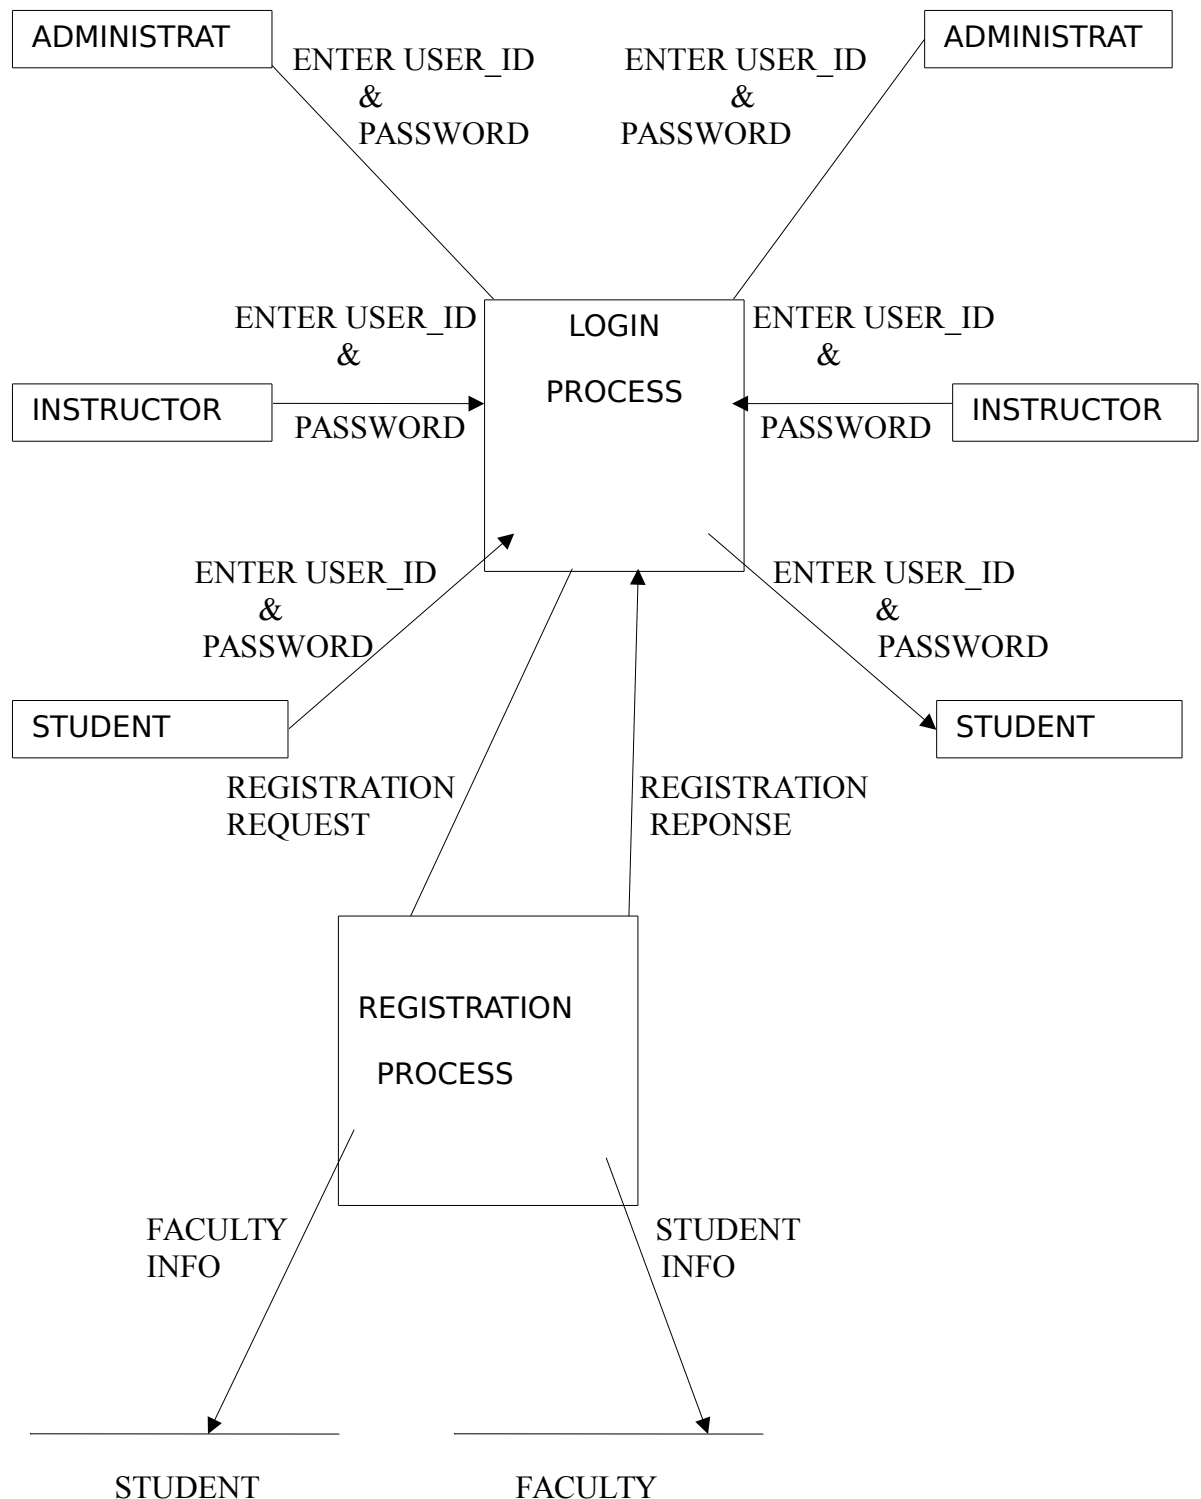 ADMINISTRAT
ENTER USER_ID
&
PASSWORD
ENTER USER_ID
&
PASSWORD
ADMINISTRAT
ENTER USER_ID
&
PASSWORD
LOGIN
PROCESS
ENTER USER_ID
&
PASSWORD
INSTRUCTOR
INSTRUCTOR
ENTER USER_ID
&
PASSWORD
ENTER USER_ID
&
PASSWORD
STUDENT
STUDENT
REGISTRATION
REQUEST
REGISTRATION
REPONSE
REGISTRATION
PROCESS
FACULTY
INFO
STUDENT
INFO
STUDENT
FACULTY